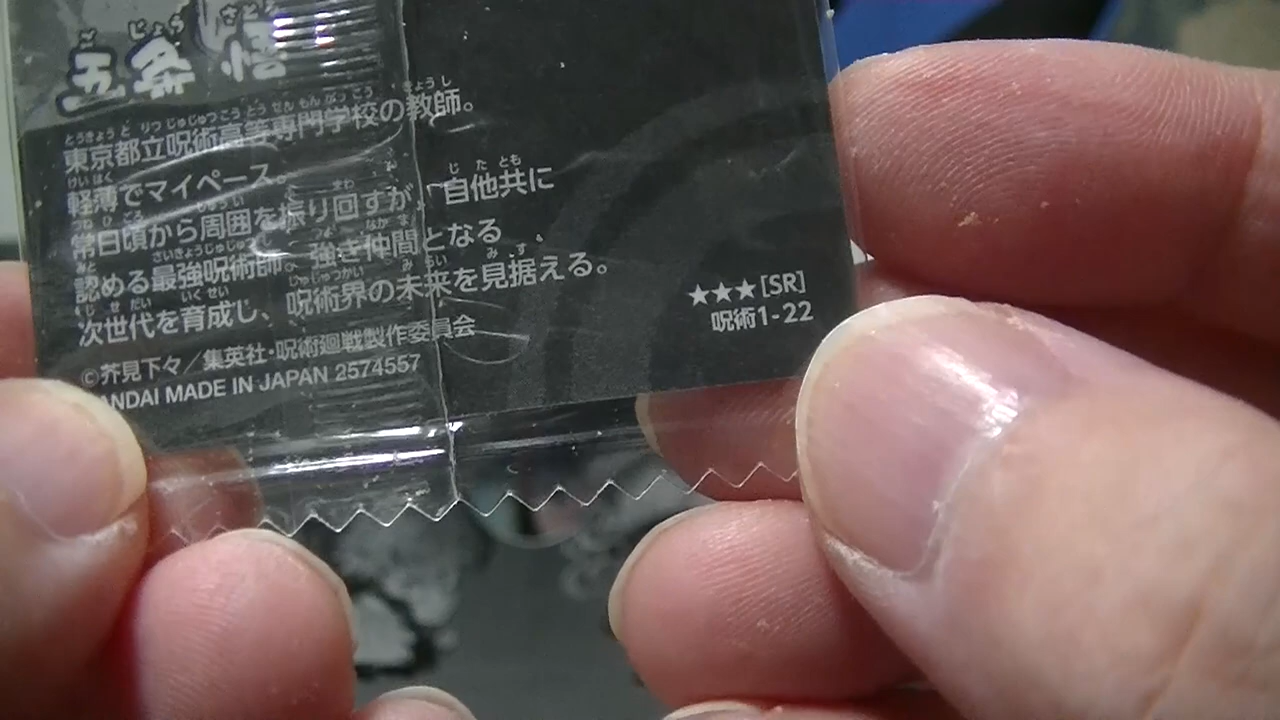 五条悟
東京都立呪術高等専門学校の教師。
軽薄でマイペース。
常日頃から周囲を振り回すが、自他共に
認める最強呪術師。強き仲間となる
次世代を育成し、呪術界の未来を見据える。
©芥見下々／集英社・呪術廻戦製作委員会
ANDAI MADE IN JAPAN 2574557
★★★[SR]
呪術1-22